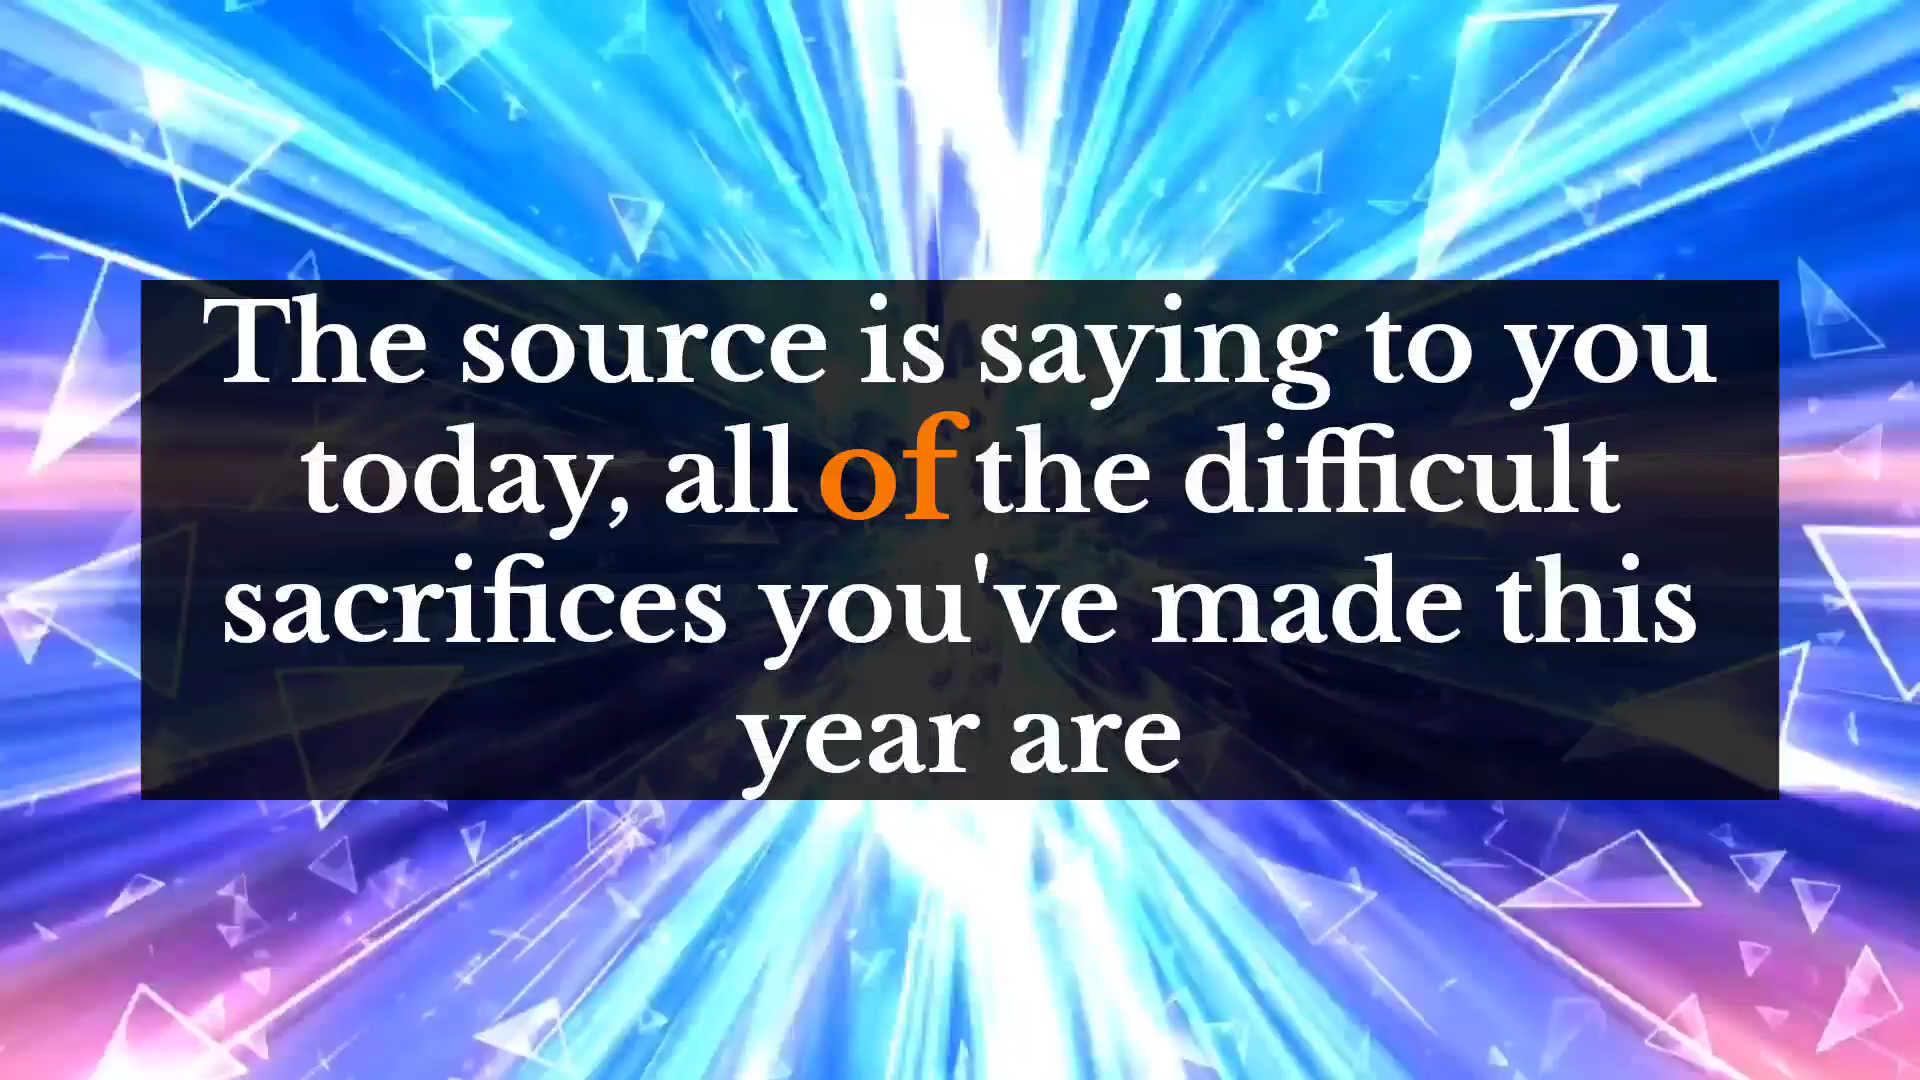 The source is saying to you
today, all of the difficult
sacrifices you've made this
year are